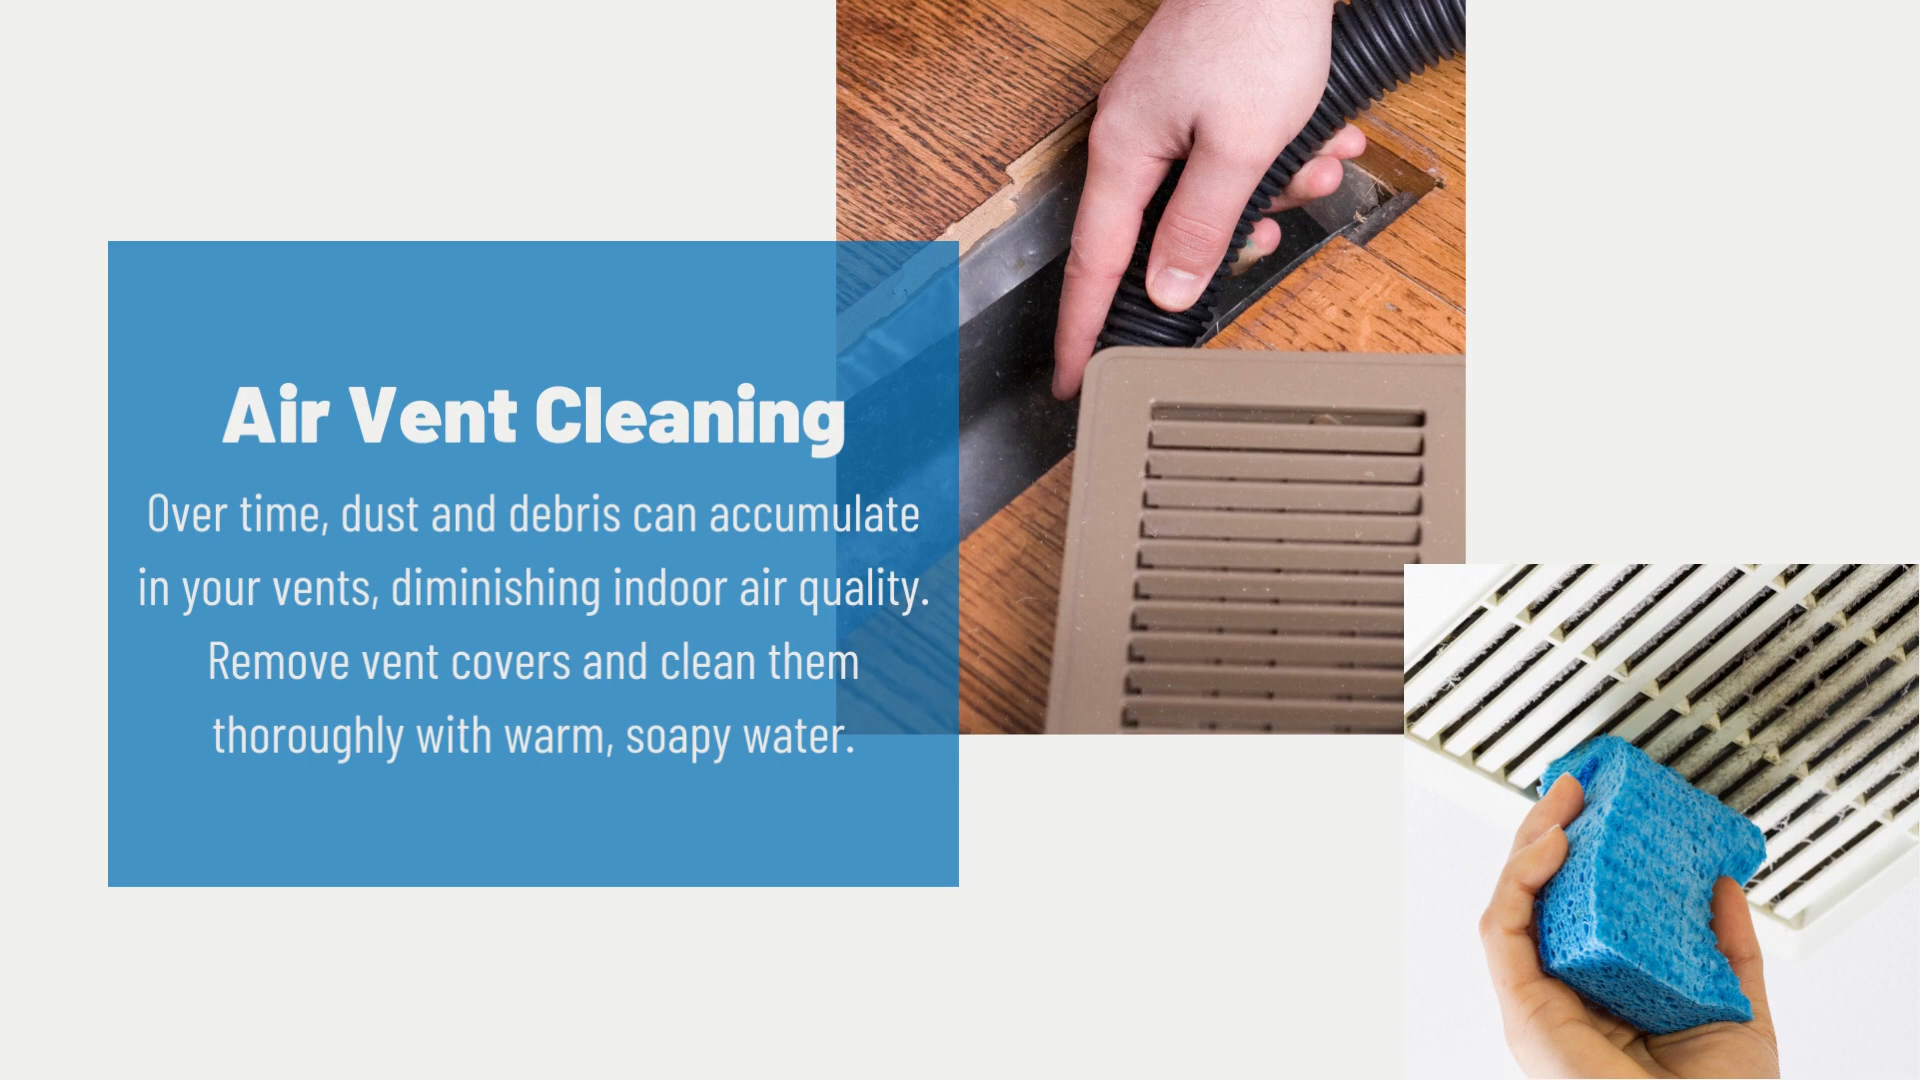 Air Vent Cleaning
Over time, dust and debris can accumulate
in your vents, diminishing indoor air quality.
Remove vent covers and clean them
thoroughly with warm, soapy water.